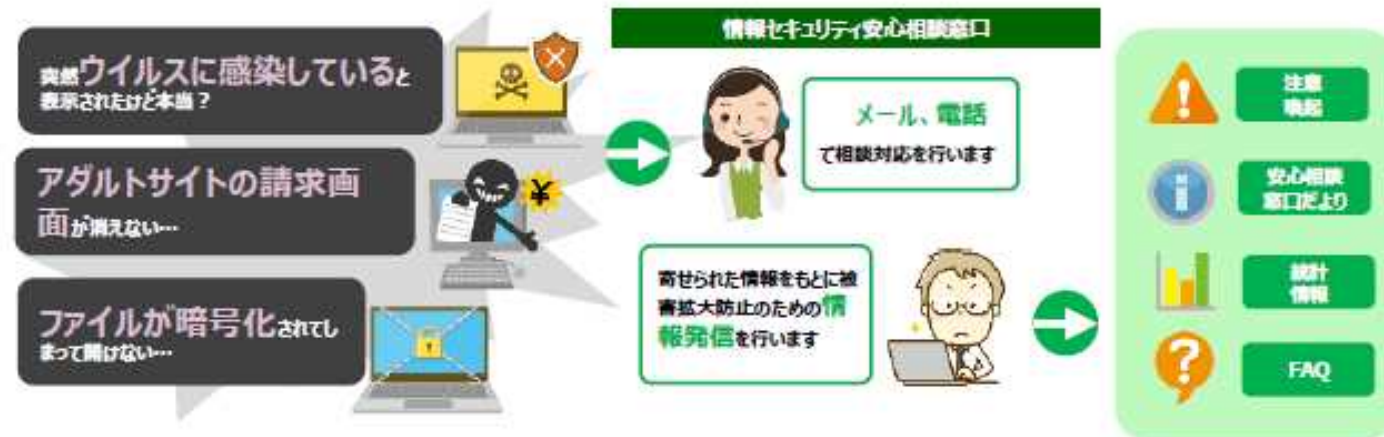 突然ウイルスに感染していると
表示されたけど本当？
アダルトサイトの請求画
面が消えない…
ファイルが暗号化されてし
まって開けない…
情報セキュリティ安心相談窓口
メール、電話
で相談対応を行います
寄せられた情報をもとに被
害拡大防止のための情
報発信を行います
注意
喚起
安心相談
窓口だより
統計
情報
FAQ